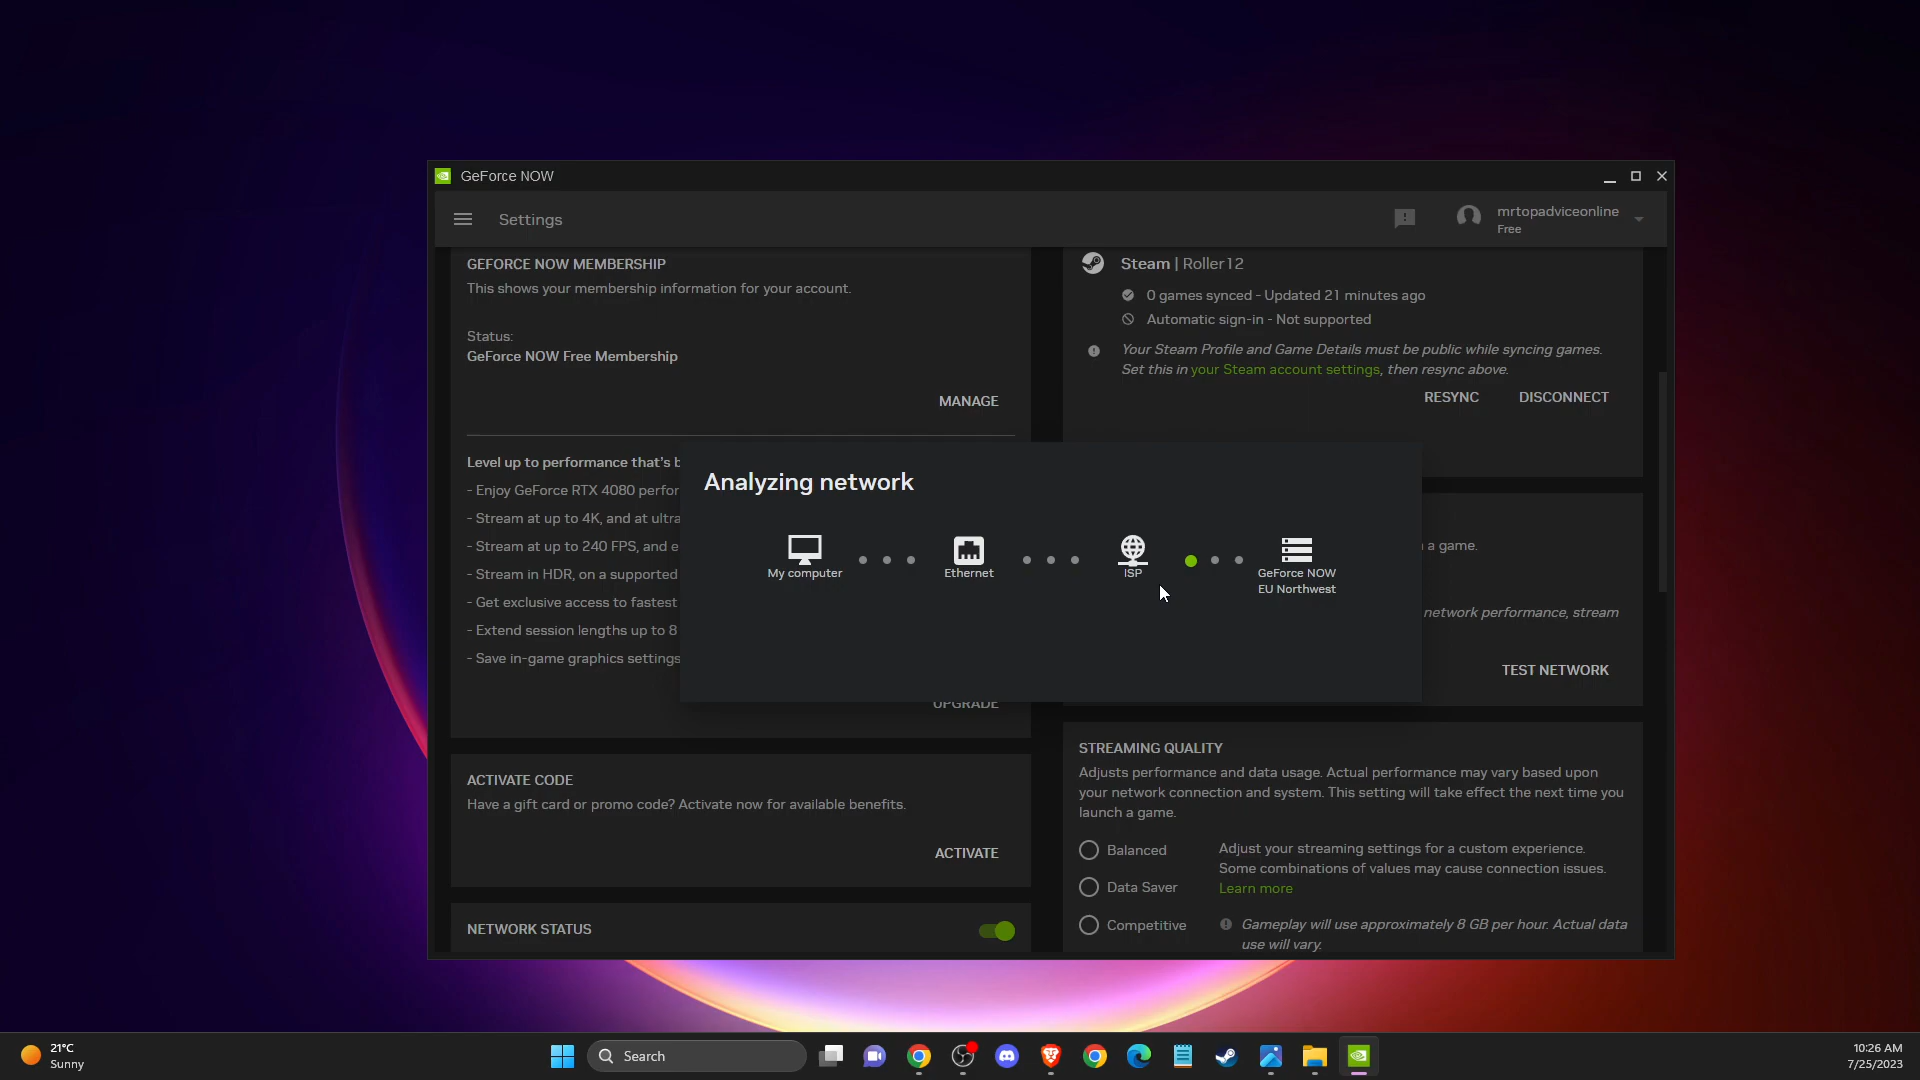 GeForce NOW
Settings
mrtopadviceonline
Free
GEFORCE NOW MEMBERSHIP
This shows your membership information for your account.
Status:
GeForce NOW Free Membership
MANAGE
Level up to performance that's b
- Enjoy GeForce RTX 4080 perfor
- Stream at up to 4K, and at ultra
- Stream at up to 240 FPS, and e
- Stream in HDR, on a supported
- Get exclusive access to fastest
- Extend session lengths up to 8
- Save in-game graphics settings
UPGRADE
ACTIVATE CODE
Have a gift card or promo code? Activate now for available benefits.
ACTIVATE
NETWORK STATUS
Steam | Roller12
0 games synced - Updated 21 minutes ago
Automatic sign-in - Not supported
Your Steam Profile and Game Details must be public while syncing games.
Set this in your Steam account settings, then resync above.
RESYNC DISCONNECT
Analyzing network
My computer
Ethernet
ISP
GeForce NOW
EU Northwest
a game.
network performance, stream
TEST NETWORK
STREAMING QUALITY
Adjusts performance and data usage. Actual performance may vary based upon
your network connection and system. This setting will take effect the next time you
launch a game.
Balanced
Data Saver
Competitive
Adjust your streaming settings for a custom experience.
Some combinations of values may cause connection issues.
Learn more
Gameplay will use approximately 8 GB per hour. Actual data
use will vary.
21°C
Sunny
Search
10:26 AM
7/25/2023